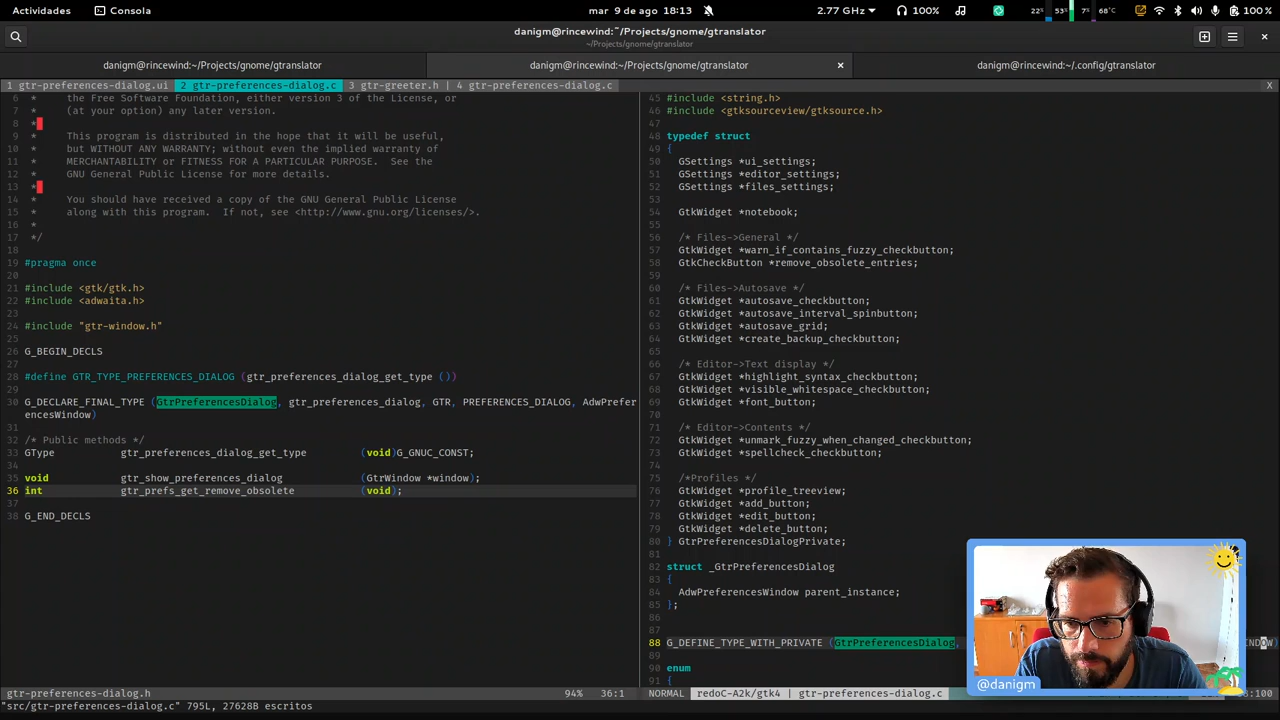 Actividades
Consola
mar 9 de ago 18:13
2.77 GHz
100%
22%
53%
7%
68°C
100 %
danigm@rincewind:~/Projects/gnome/gtranslator
~/Projects/gnome/gtranslator
danigm@rincewind:~/Projects/gnome/gtranslator
danigm@rincewind:~/Projects/gnome/gtranslator
danigm@rincewind:~/.config/gtranslator
1 gtr-preferences-dialog.ui 2 gtr-preferences-dialog.c 3 gtr-greeter.h | 4 gtr-preferences-dialog.c X
6 * the Free Software Foundation, either version 3 of the License, or
7 * (at your option) any later version.
8 *
9 * This program is distributed in the hope that it will be useful,
10 * but WITHOUT ANY WARRANTY; without even the implied warranty of
11 * MERCHANTABILITY or FITNESS FOR A PARTICULAR PURPOSE. See the
12 * GNU General Public License for more details.
13 *
14 * You should have received a copy of the GNU General Public License
15 * along with this program. If not, see <http://www.gnu.org/licenses/>.
16 *
17 */
18
19 #pragma once
20
21 #include <gtk/gtk.h>
22 #include <adwaita.h>
23
24 #include "gtr-window.h"
25
26 G_BEGIN_DECLS
27
28 #define GTR_TYPE_PREFERENCES_DIALOG (gtr_preferences_dialog_get_type ())
29
30 G_DECLARE_FINAL_TYPE (GtrPreferencesDialog, gtr_preferences_dialog, GTR, PREFERENCES_DIALOG, AdwPrefer
encesWindow)
31
32 /* Public methods */
33 GType gtr_preferences_dialog_get_type (void)G_GNUC_CONST;
34
35 void gtr_show_preferences_dialog (GtrWindow *window);
36 int gtr_prefs_get_remove_obsolete (void);
37
38 G_END_DECLS
gtr-preferences-dialog.h 94% 36:1
45 #include <string.h>
46 #include <gtksourceview/gtksource.h>
47
48 typedef struct
49 {
50 GSettings *ui_settings;
51 GSettings *editor_settings;
52 GSettings *files_settings;
53
54 GtkWidget *notebook;
55
56 /* Files->General */
57 GtkWidget *warn_if_contains_fuzzy_checkbutton;
58 GtkCheckButton *remove_obsolete_entries;
59
60 /* Files->Autosave */
61 GtkWidget *autosave_checkbutton;
62 GtkWidget *autosave_interval_spinbutton;
63 GtkWidget *autosave_grid;
64 GtkWidget *create_backup_checkbutton;
65
66 /* Editor->Text display */
67 GtkWidget *highlight_syntax_checkbutton;
68 GtkWidget *visible_whitespace_checkbutton;
69 GtkWidget *font_button;
70
71 /* Editor->Contents */
72 GtkWidget *unmark_fuzzy_when_changed_checkbutton;
73 GtkWidget *spellcheck_checkbutton;
74
75 /*Profiles */
76 GtkWidget *profile_treeview;
77 GtkWidget *add_button;
78 GtkWidget *edit_button;
79 GtkWidget *delete_button;
80 } GtrPreferencesDialogPrivate;
81
82 struct _GtrPreferencesDialog
83 {
84 AdwPreferencesWindow parent_instance;
85 };
86
87
88 G_DEFINE_TYPE_WITH_PRIVATE (GtrPreferencesDialog,
89
90 enum
91 {
NORMAL redoC-A2k/gtk4 | gtr-preferences-dialog.c
"src/gtr-preferences-dialog.c" 795L, 27628B escritos
@danigm